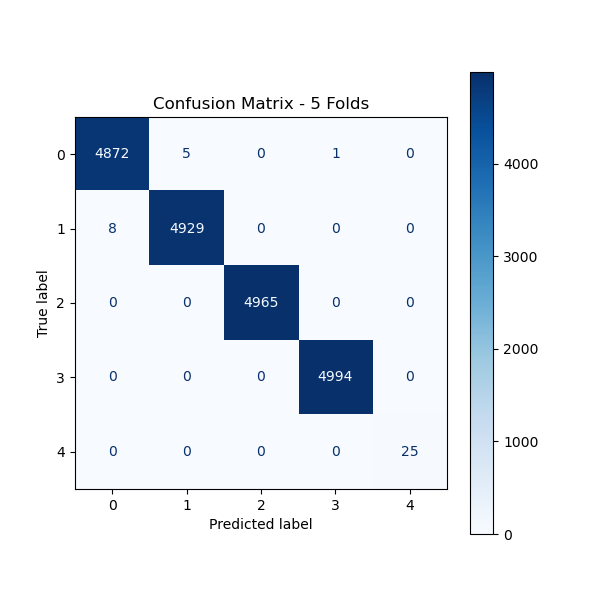 Confusion Matrix - 5 Folds
True label
0 4872 5 0 1 0
1 8 4929 0 0 0
2 0 0 4965 0 0
3 0 0 0 4994 0
4 0 0 0 0 25
0 1 2 3 4
Predicted label
4000
3000
2000
1000
0